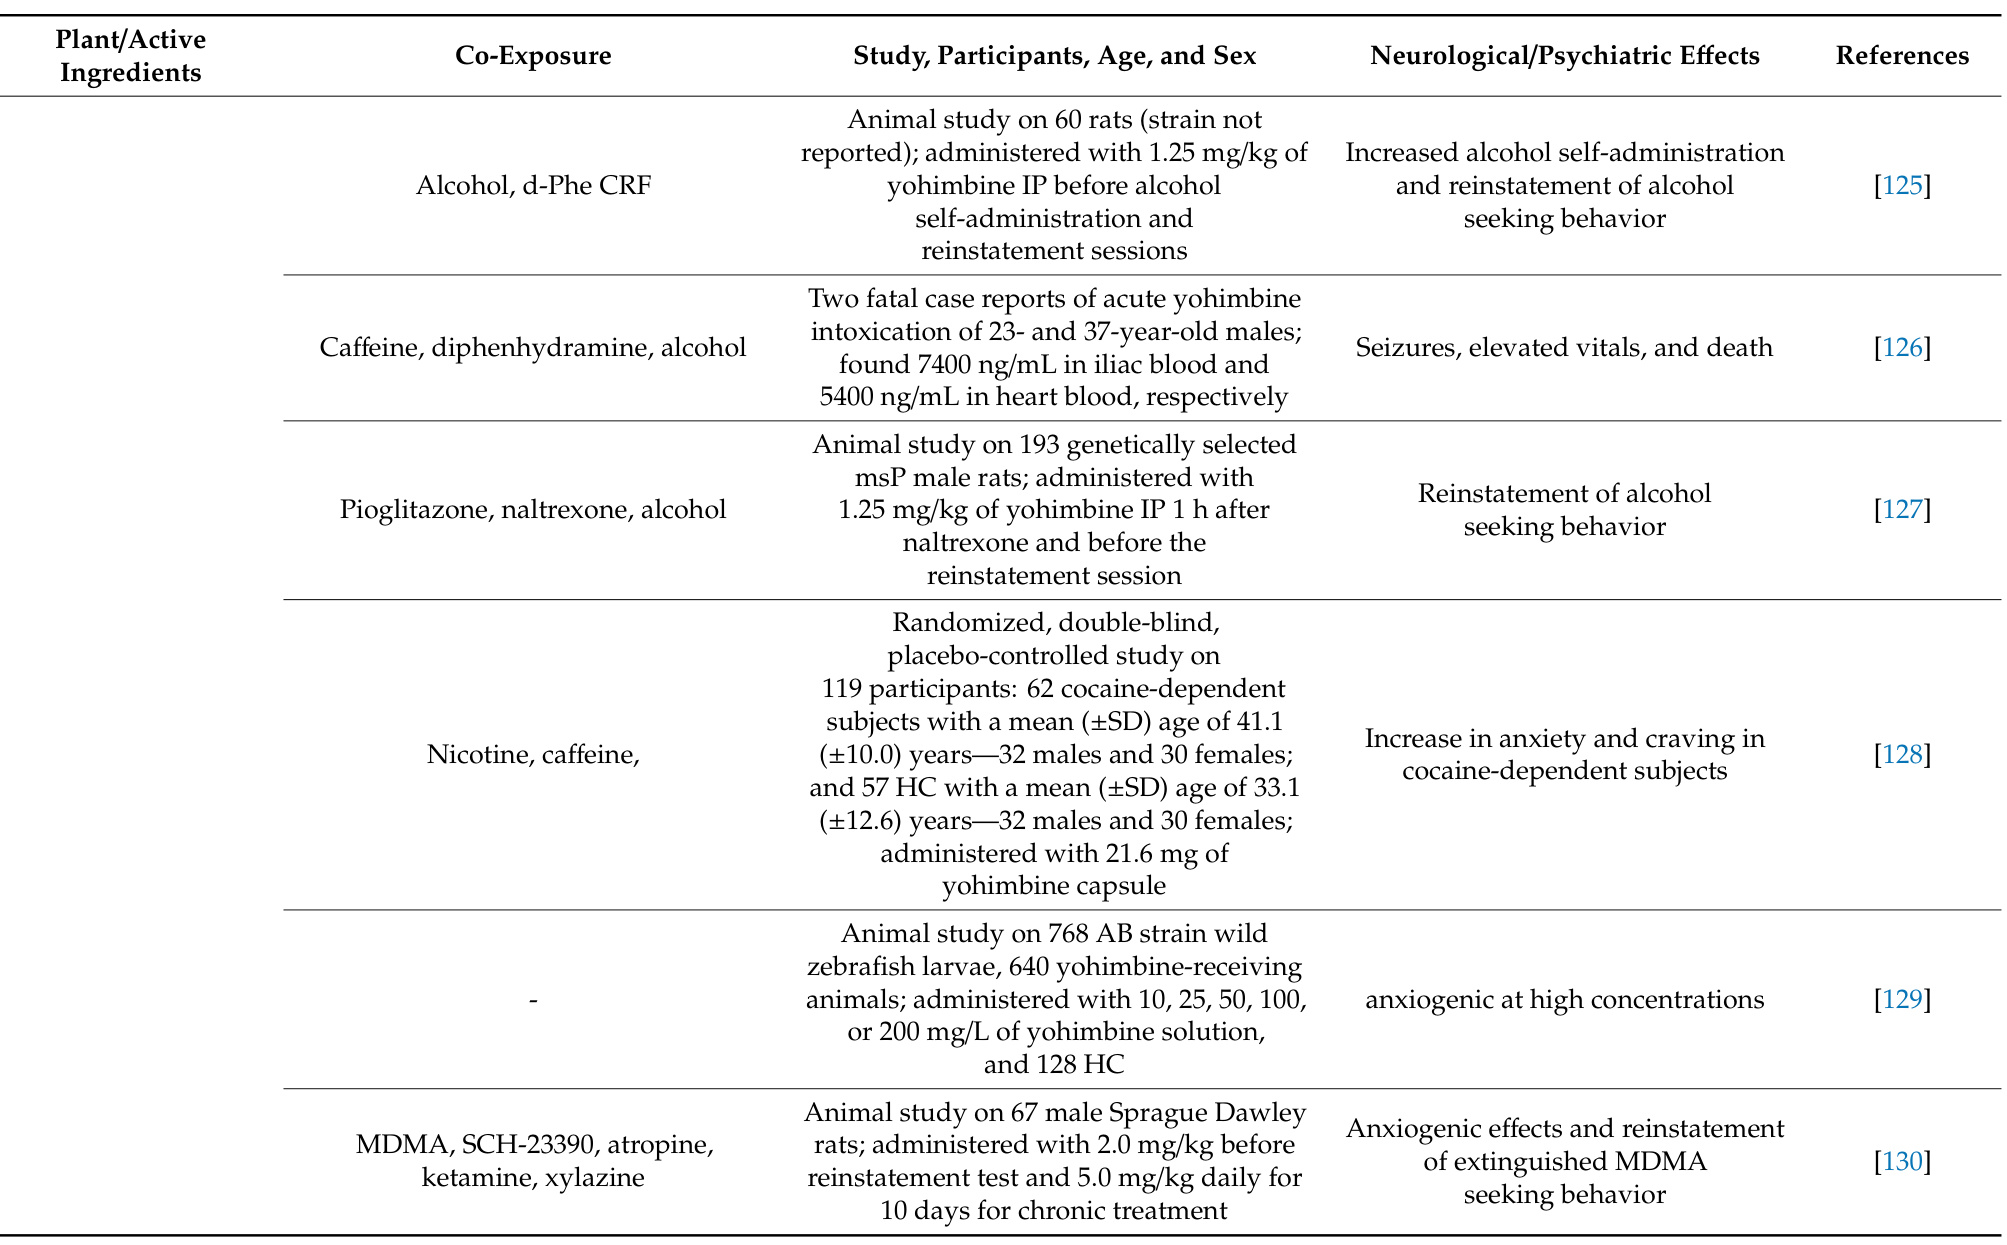 Plant/Active
Ingredients
Co-Exposure
Study, Participants, Age, and Sex
Neurological/Psychiatric Effects
References
Alcohol, d-Phe CRF
Animal study on 60 rats (strain not
reported); administered with 1.25 mg/kg of
yohimbine IP before alcohol
self-administration and
reinstatement sessions
Increased alcohol self-administration
and reinstatement of alcohol
seeking behavior
[125]
Caffeine, diphenhydramine, alcohol
Two fatal case reports of acute yohimbine
intoxication of 23- and 37-year-old males;
found 7400 ng/mL in iliac blood and
5400 ng/mL in heart blood, respectively
Seizures, elevated vitals, and death
[126]
Pioglitazone, naltrexone, alcohol
Animal study on 193 genetically selected
msP male rats; administered with
1.25 mg/kg of yohimbine IP 1 h after
naltrexone and before the
reinstatement session
Reinstatement of alcohol
seeking behavior
[127]
Nicotine, caffeine,
Randomized, double-blind,
placebo-controlled study on
119 participants: 62 cocaine-dependent
subjects with a mean (±SD) age of 41.1
(±10.0) years—32 males and 30 females;
and 57 HC with a mean (±SD) age of 33.1
(±12.6) years—32 males and 30 females;
administered with 21.6 mg of
yohimbine capsule
Increase in anxiety and craving in
cocaine-dependent subjects
[128]
-
Animal study on 768 AB strain wild
zebrafish larvae, 640 yohimbine-receiving
animals; administered with 10, 25, 50, 100,
or 200 mg/L of yohimbine solution,
and 128 HC
anxiogenic at high concentrations
[129]
MDMA, SCH-23390, atropine,
ketamine, xylazine
Animal study on 67 male Sprague Dawley
rats; administered with 2.0 mg/kg before
reinstatement test and 5.0 mg/kg daily for
10 days for chronic treatment
Anxiogenic effects and reinstatement
of extinguished MDMA
seeking behavior
[130]